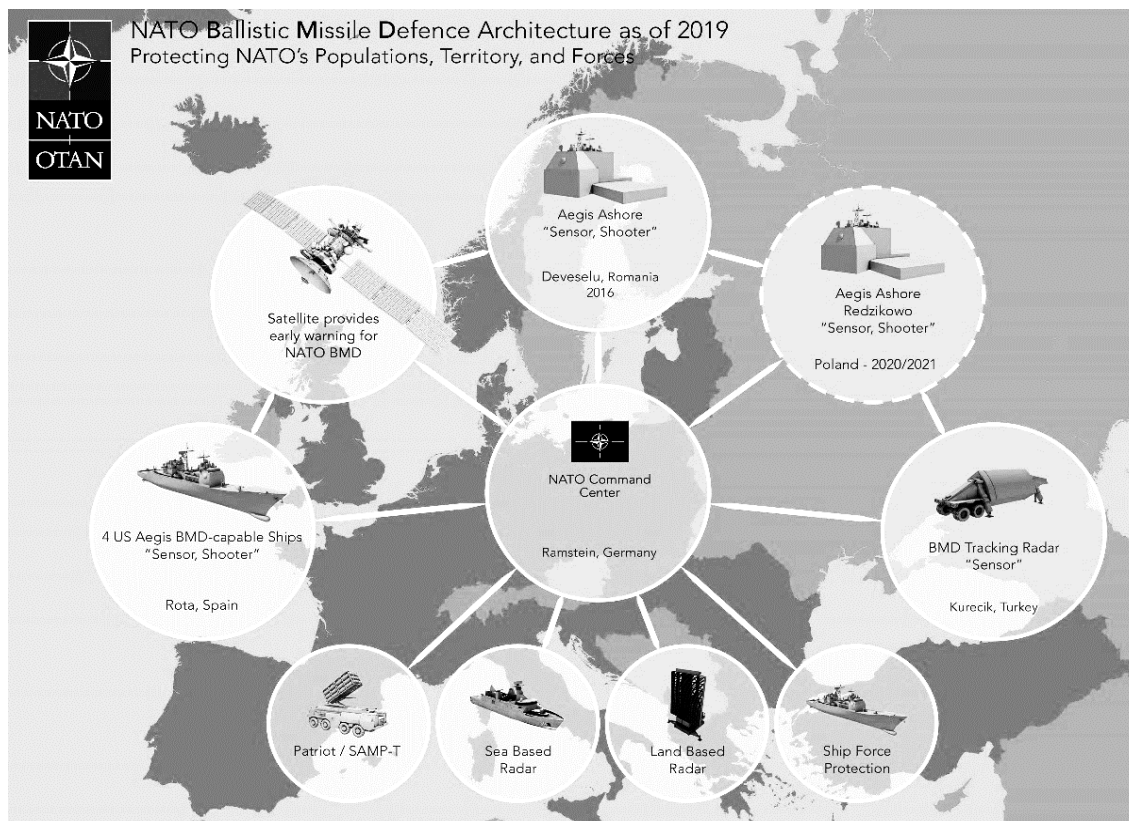 NATO Ballistic Missile Defence Architecture as of 2019
Protecting NATO's Populations, Territory, and Forces
NATO
OTAN
Aegis Ashore
"Sensor, Shooter"
Deveselu, Romania
2016
Aegis Ashore
Redzikowo
"Sensor, Shooter"
Poland - 2020/2021
Satellite provides
early warning for
NATO BMD
NATO Command
Center
Ramstein, Germany
4 US Aegis BMD-capable Ships
"Sensor, Shooter"
Rota, Spain
BMD Tracking Radar
"Sensor"
Kurecik, Turkey
Patriot / SAMP-T
Sea Based
Radar
Land Based
Radar
Ship Force
Protection